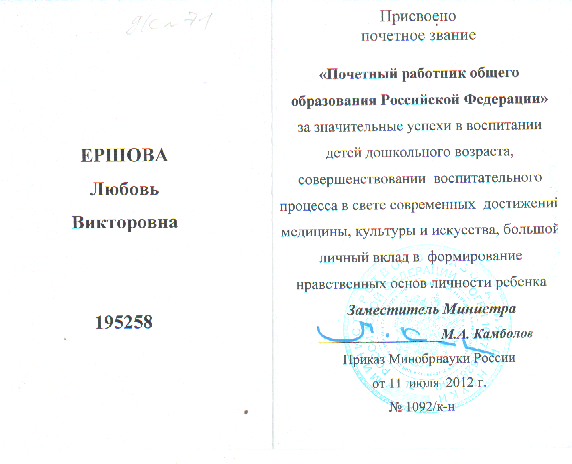 ЕРШОВА
Любовь
Викторовна
195258
Присвоено
почетное звание
«Почетный работник общего
образования Российской Федерации»
за значительные успехи в воспитании
детей дошкольного возраста,
совершенствовании воспитательного
процесса в свете современных достижений
медицины, культуры и искусства, большой
личный вклад в формирование
нравственных основ личности ребенка
Заместитель Министра
М.А. Камболов
Приказ Минобрнауки России
от 11 июля 2012 г.
№ 1092/к-н